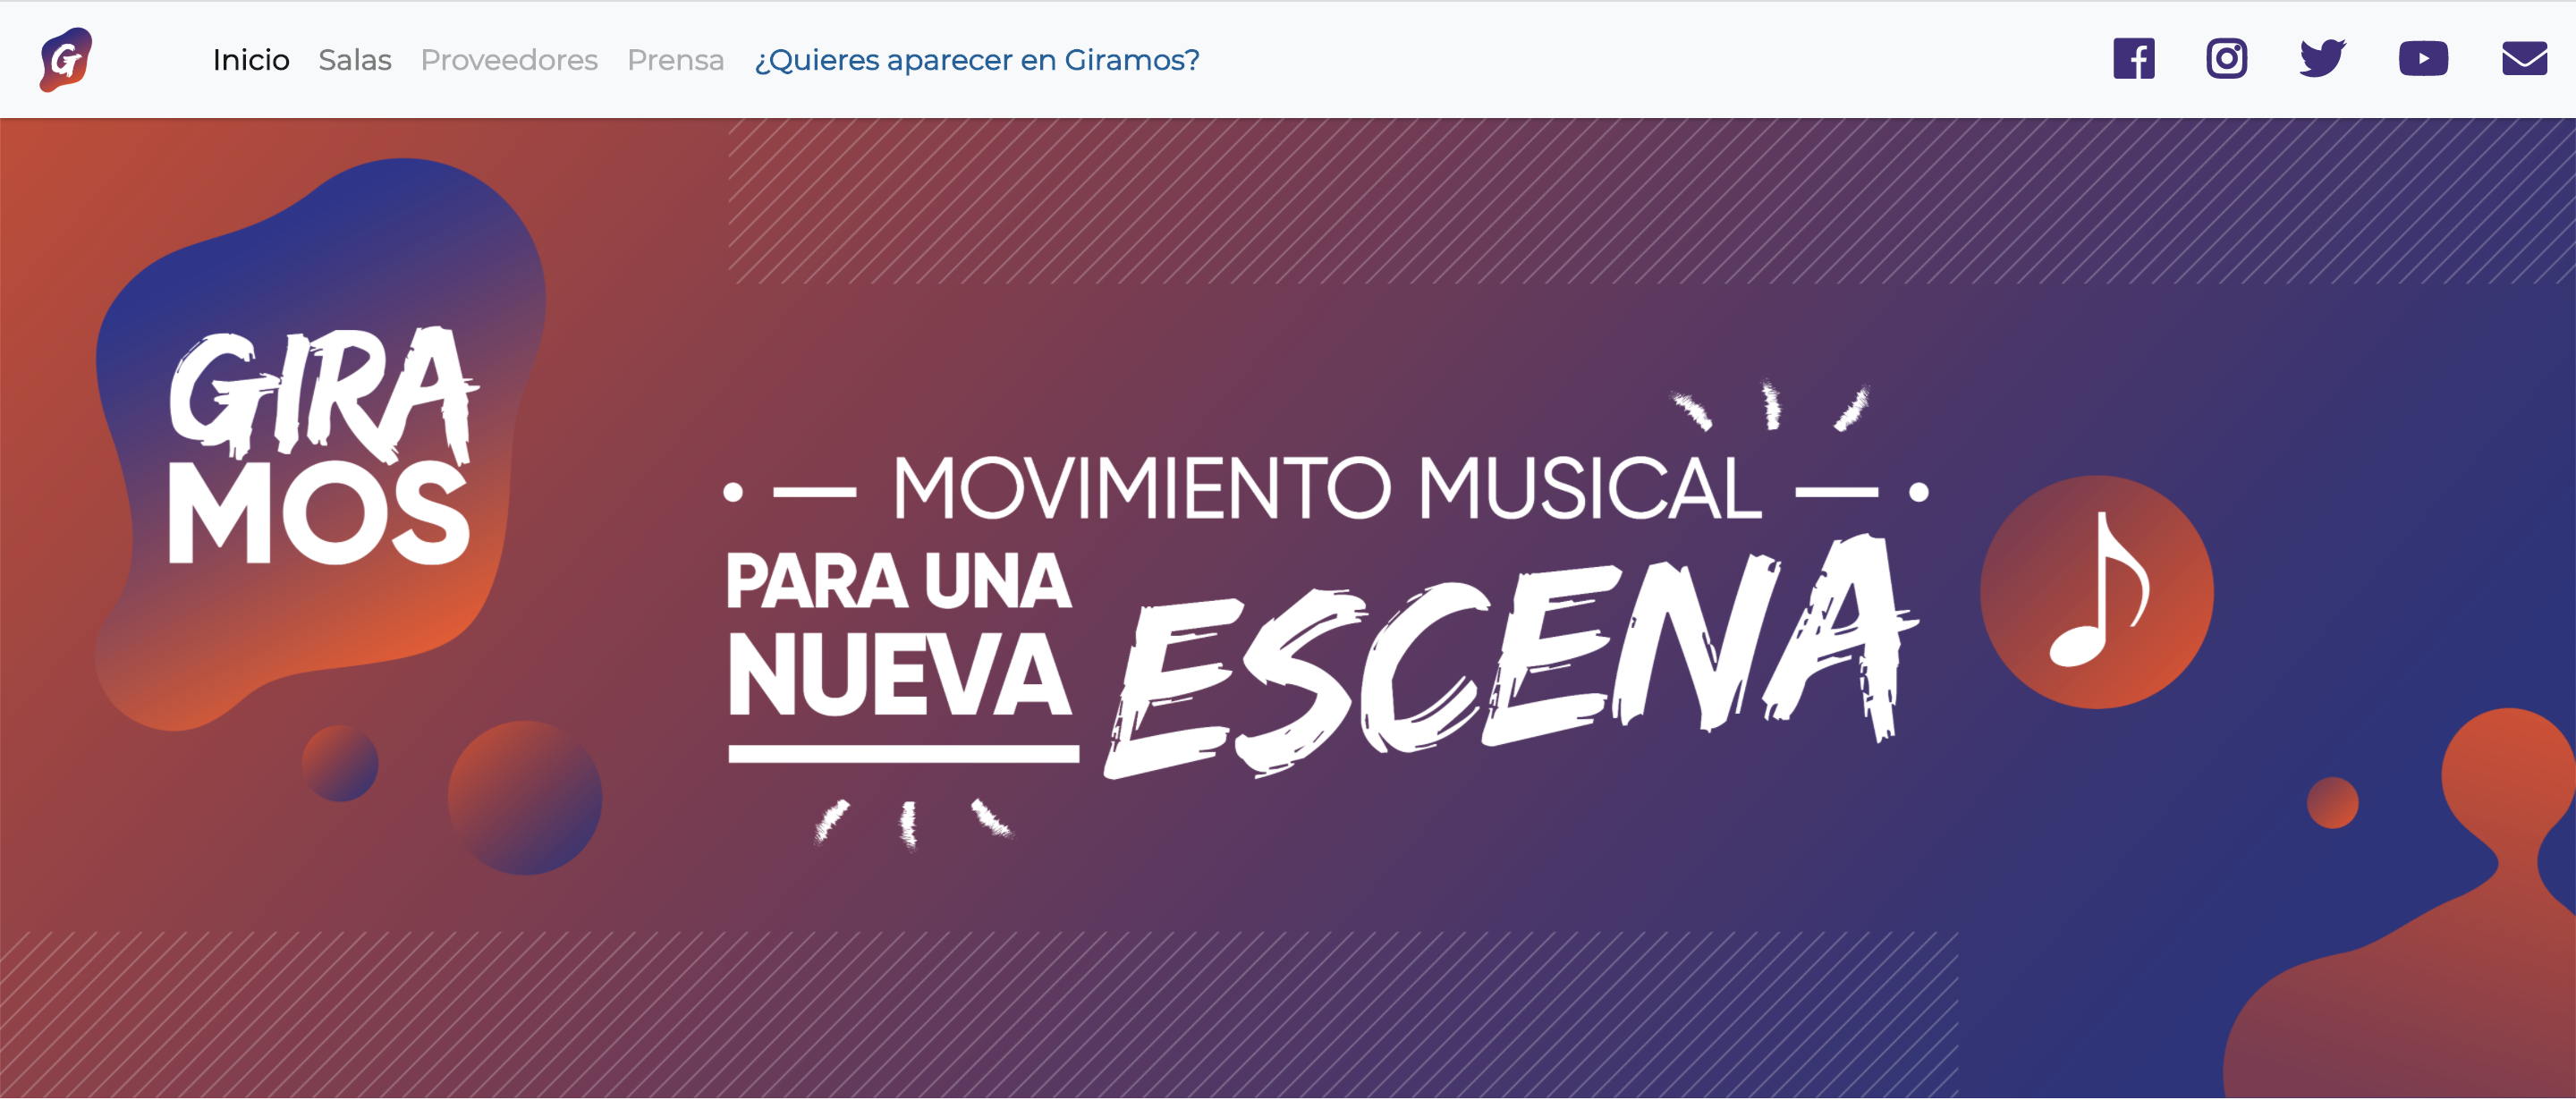 G
Inicio Salas Proveedores Prensa ¿Quieres aparecer en Giramos?
GIRA
MOS
MOVIMIENTO MUSICAL
PARA UNA
NUEVA ESCENA